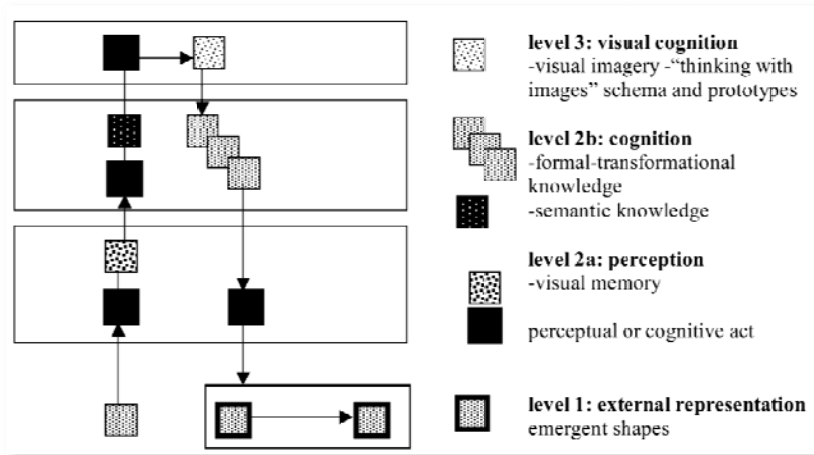 level 3: visual cognition
-visual imagery -“thinking with
images” schema and prototypes
level 2b: cognition
-formal-transformational
knowledge
-semantic knowledge
level 2a: perception
-visual memory
perceptual or cognitive act
level 1: external representation
emergent shapes